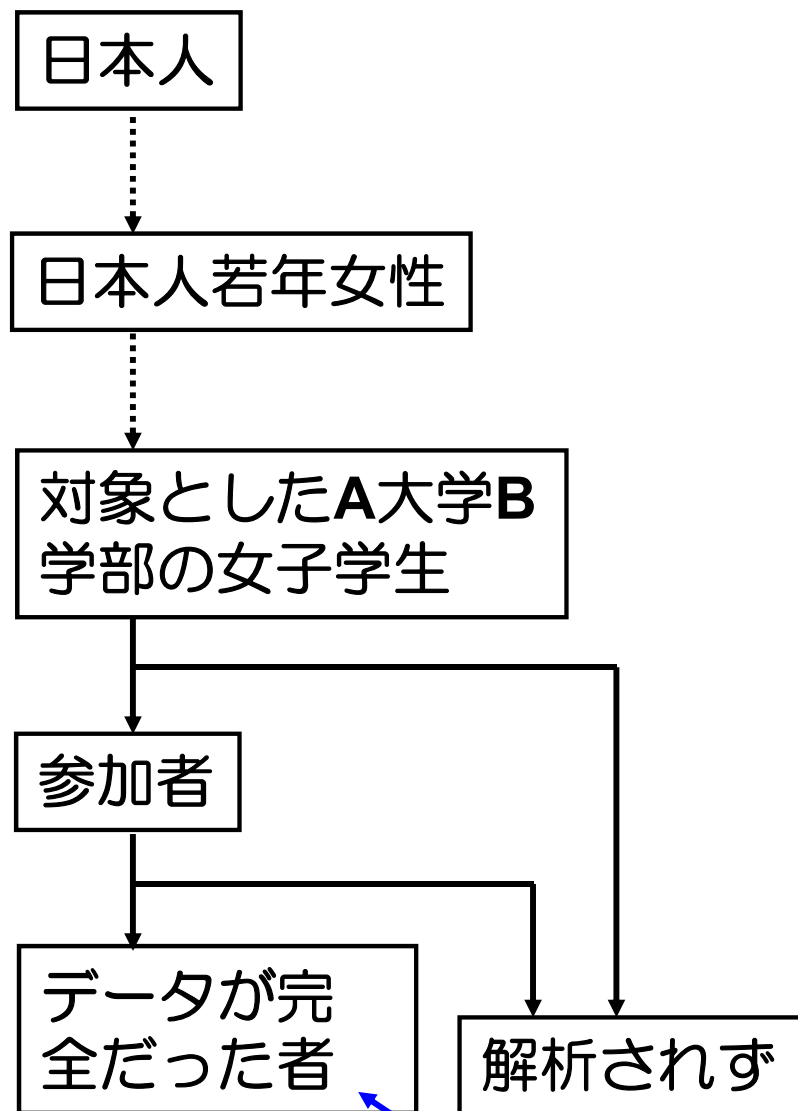 日本人
日本人若年女性
対象としたA大学B
学部の女子学生
参加者
データが完
全だった者
解析されず